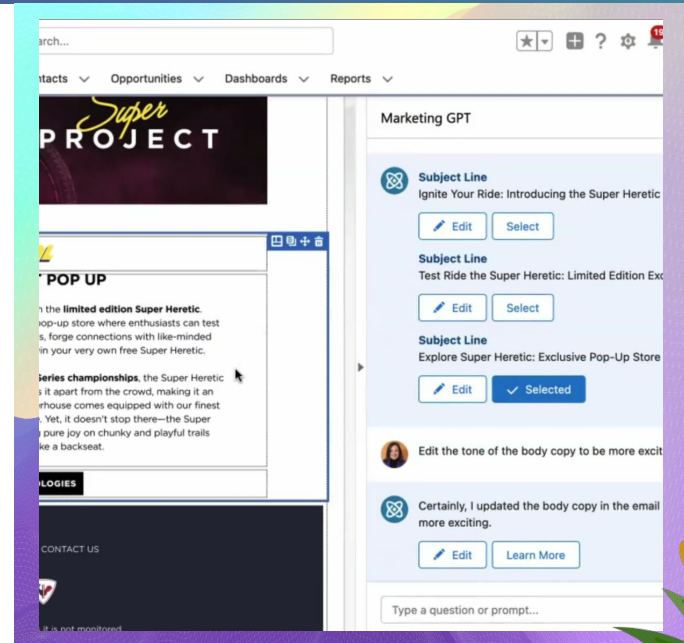 arch...
19
ntacts
Opportunities
Dashboards
Reports
Super
PROJECT
POP UP
the limited edition Super Heretic.
op-up store where enthusiasts can test
s, forge connections with like-minded
in your very own free Super Heretic.
Series championships, the Super Heretic
s it apart from the crowd, making it an
rhouse comes equipped with our finest
. Yet, it doesn't stop there—the Super
pure joy on chunky and playful trails
ke a backseat.
OLOGIES
CONTACT US
it is not monitored
Marketing GPT
Subject Line
Ignite Your Ride: Introducing the Super Heretic
Edit
Select
Subject Line
Test Ride the Super Heretic: Limited Edition Exc
Edit
Select
Subject Line
Explore Super Heretic: Exclusive Pop-Up Store
Edit
Selected
Edit the tone of the body copy to be more excit
Certainly, I updated the body copy in the email
more exciting.
Edit
Learn More
Type a question or prompt...